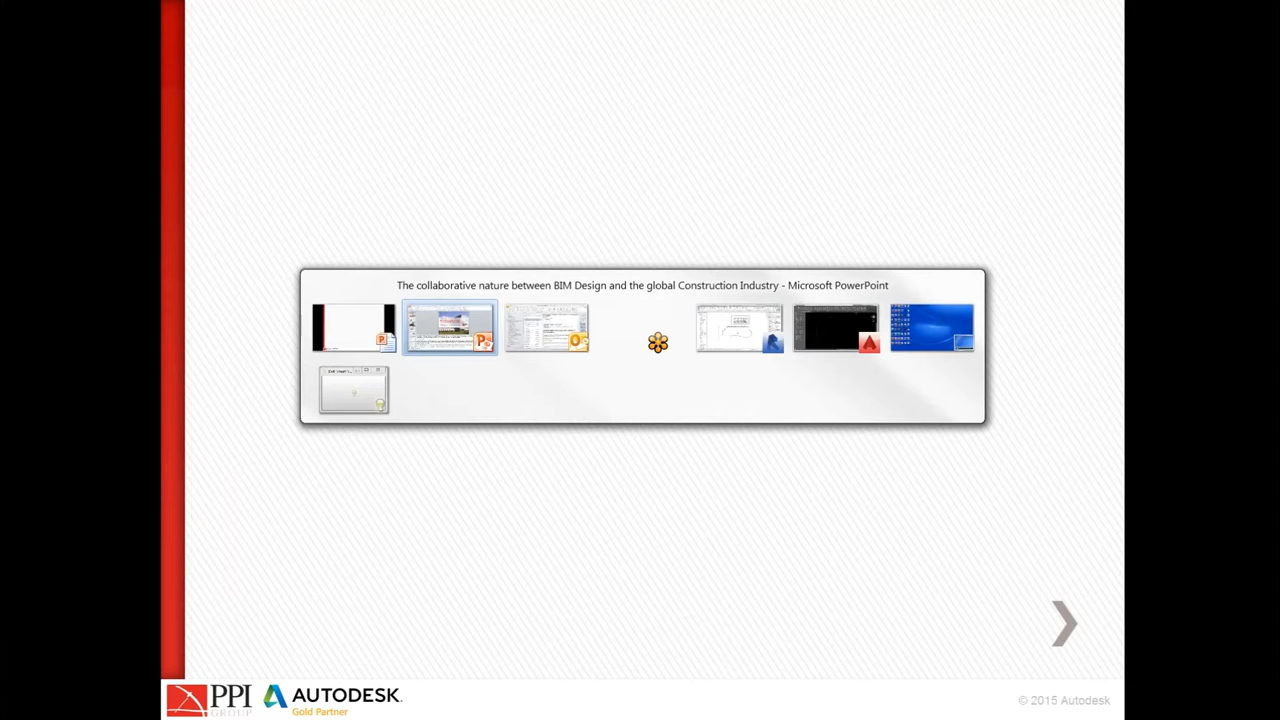 The collaborative nature between BIM Design and the global Construction Industry - Microsoft PowerPoint
PPI
GROUP
AUTODESK.
Gold Partner
© 2015 Autodesk